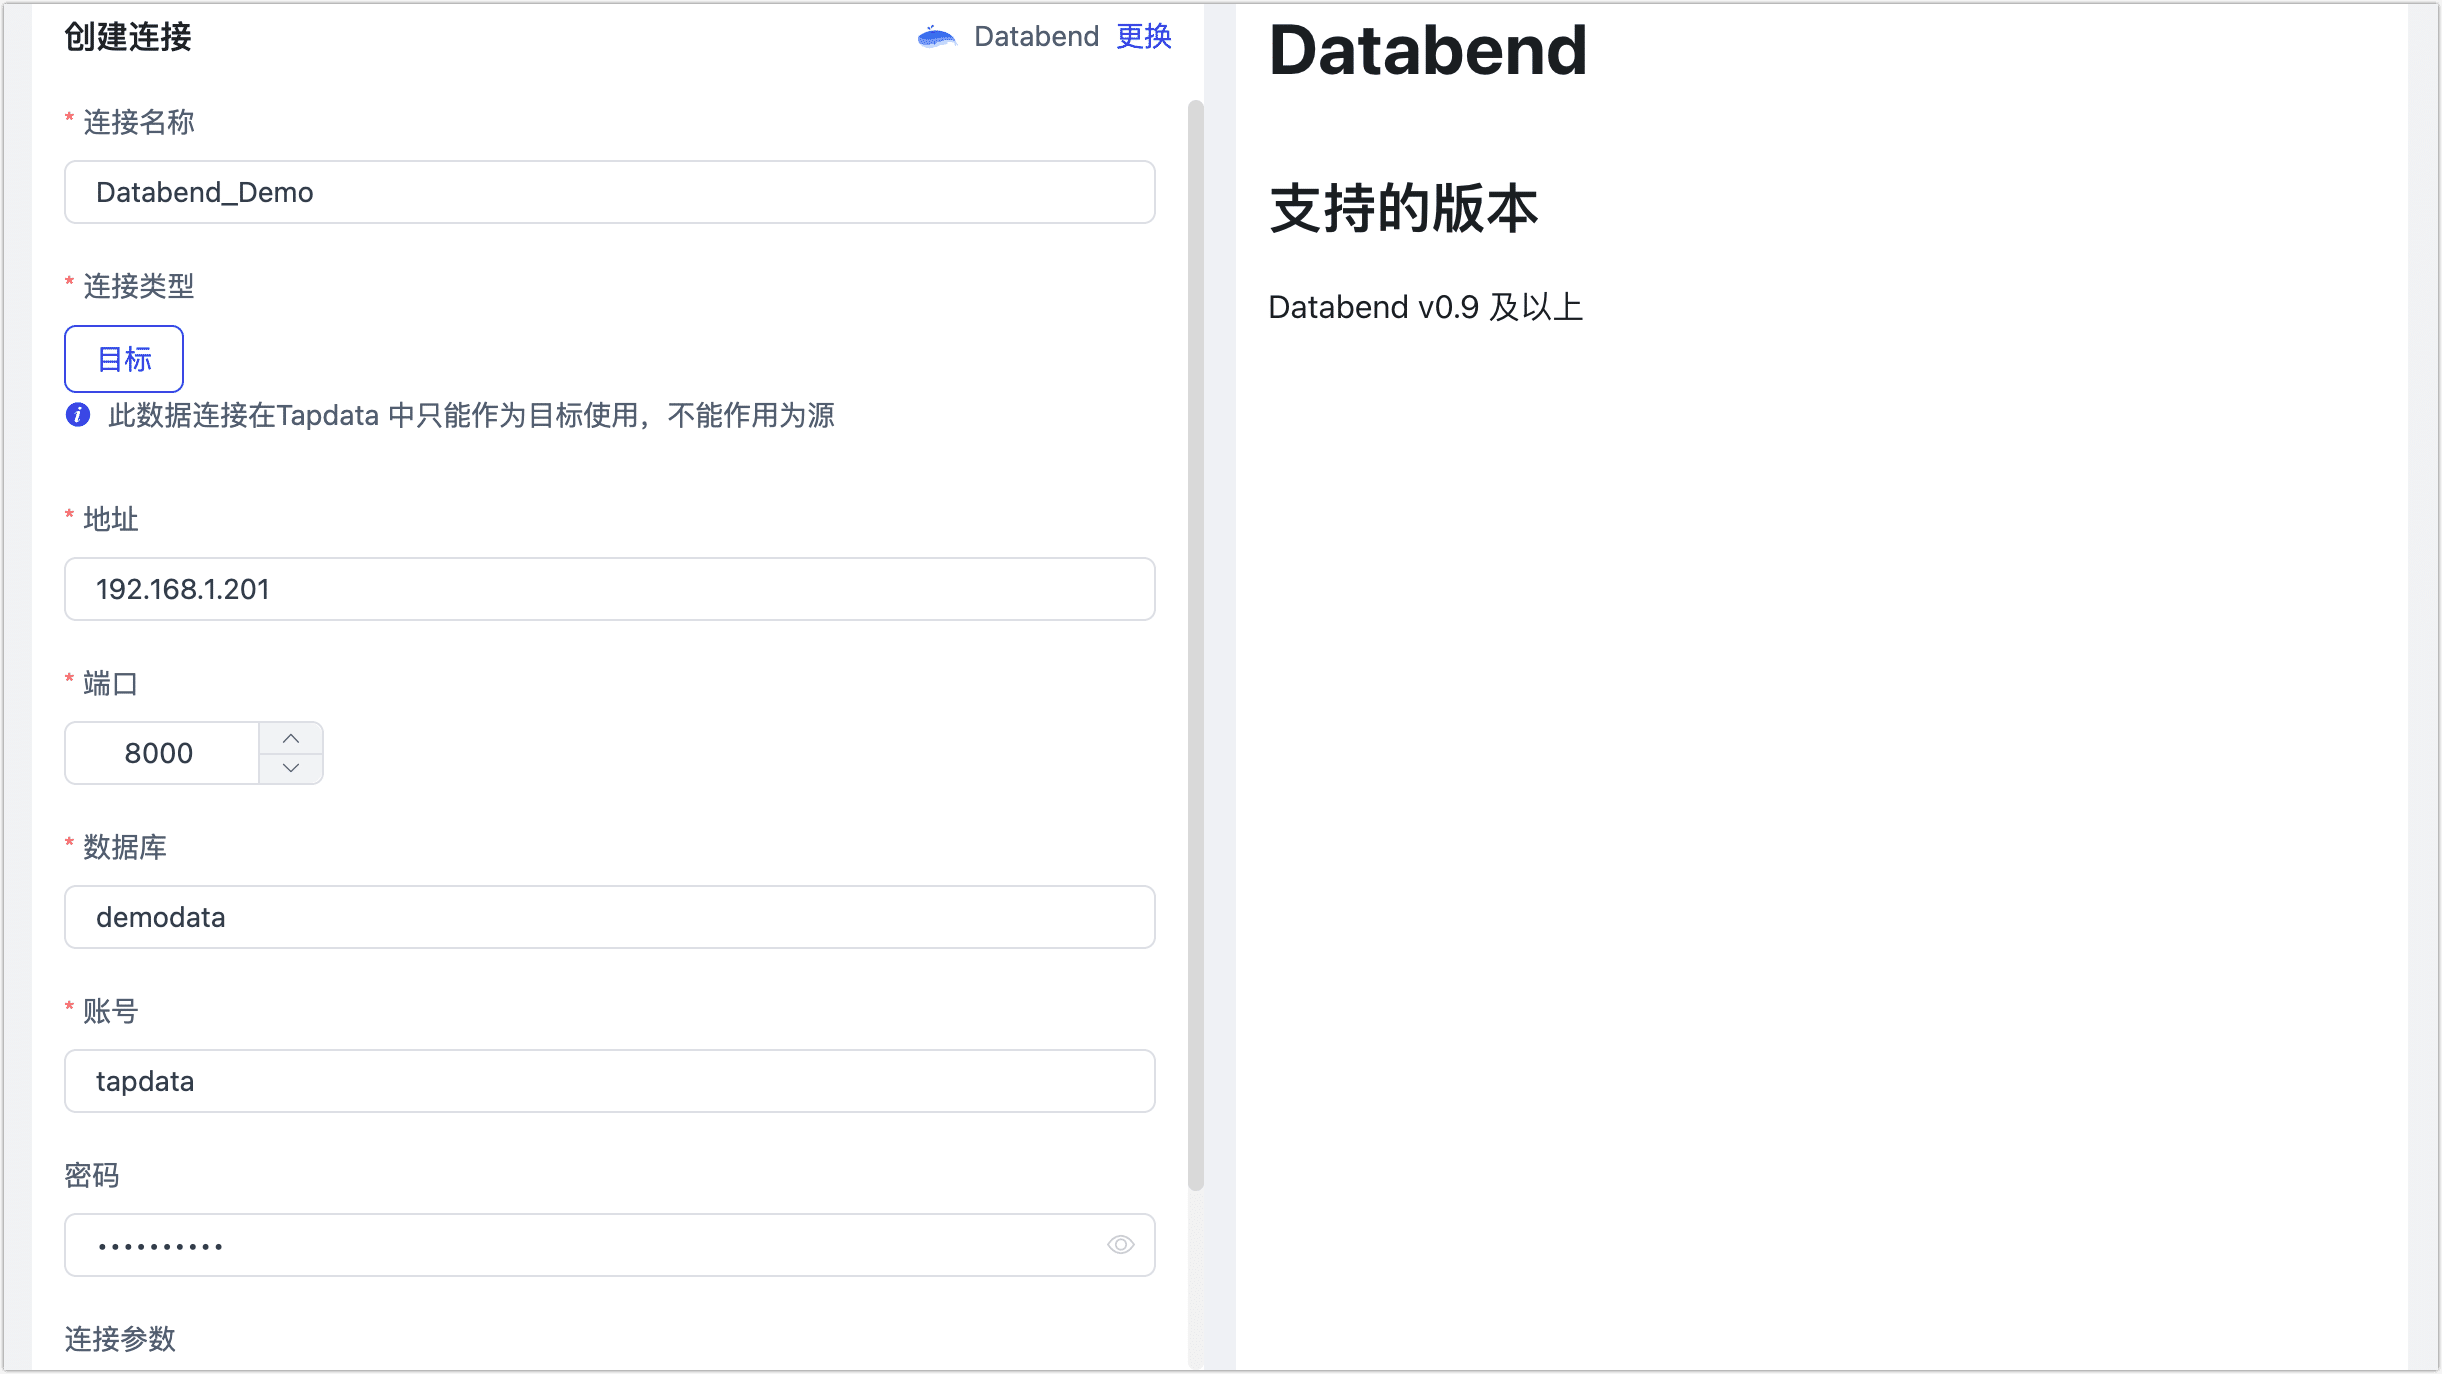 创建连接
Databend 更换
* 连接名称
Databend_Demo
* 连接类型
目标
此数据连接在Tapdata 中只能作为目标使用，不能作用为源
* 地址
192.168.1.201
* 端口
8000
* 数据库
demodata
* 账号
tapdata
密码
••••••••••
连接参数
Databend
支持的版本
Databend v0.9 及以上